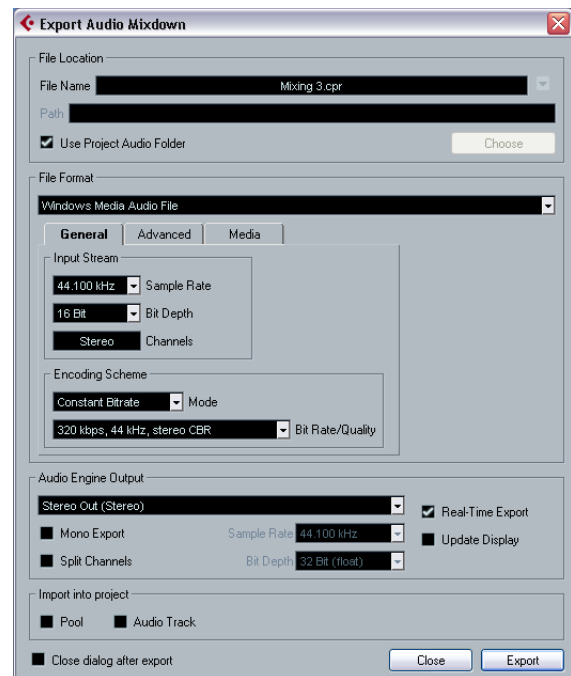 Export Audio Mixdown
File Location
File Name Mixing 3.cpr
Path
Use Project Audio Folder Choose
File Format
Windows Media Audio File
General Advanced Media
Input Stream
44.100 kHz Sample Rate
16 Bit Bit Depth
Stereo Channels
Encoding Scheme
Constant Bitrate Mode
320 kbps, 44 kHz, stereo CBR Bit Rate/Quality
Audio Engine Output
Stereo Out (Stereo) Real-Time Export
Mono Export Sample Rate 44.100 kHz Update Display
Split Channels Bit Depth 32 Bit (float)
Import into project
Pool Audio Track
Close dialog after export Close Export